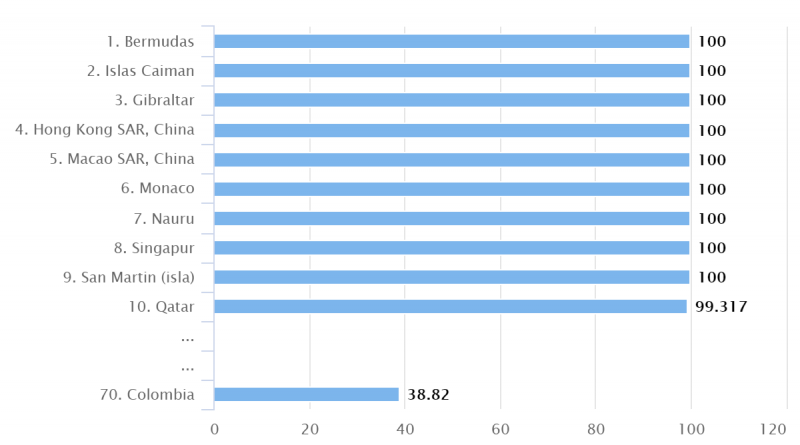 1. Bermudas 100
2. Islas Caiman 100
3. Gibraltar 100
4. Hong Kong SAR, China 100
5. Macao SAR, China 100
6. Monaco 100
7. Nauru 100
8. Singapur 100
9. San Martin (isla) 100
10. Qatar 99.317
...
...
70. Colombia 38.82
0 20 40 60 80 100 120